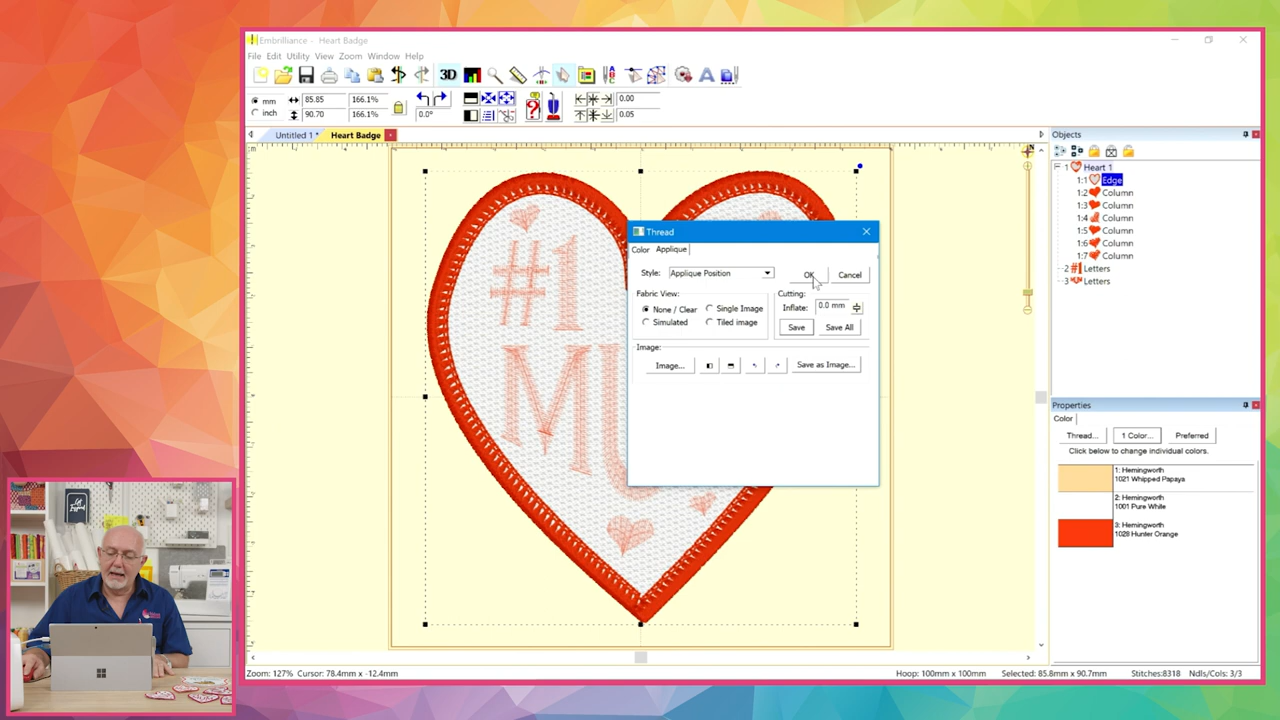 Embrilliance - Heart Badge
File Edit Utility View Zoom Window Help
3D
mm 85.85 166.1% 0.00
inch 90.70 166.1% 0.0° 0.05
Untitled 1 * Heart Badge
#1
MU
Thread
Color Applique
Style: Applique Position OK Cancel
Fabric View: Cutting:
None / Clear Single Image Inflate: 0.0 mm
Simulated Tiled image Save Save All
Image:
Image... Save as Image...
Objects
1 Heart 1
1:1 Edge
1:2 Column
1:3 Column
1:4 Column
1:5 Column
1:6 Column
1:7 Column
2 #1 Letters
3 Letters
Properties
Color
Thread... 1 Color... Preferred
Click below to change individual colors.
1: Hemingworth
1021 Whipped Papaya
2: Hemingworth
1001 Pure White
3: Hemingworth
1028 Hunter Orange
Zoom: 127% Cursor: 78.4mm x -12.4mm Hoop: 100mm x 100mm Selected: 85.8mm x 90.7mm Stitches:8318 Ndls/Cols: 3/3